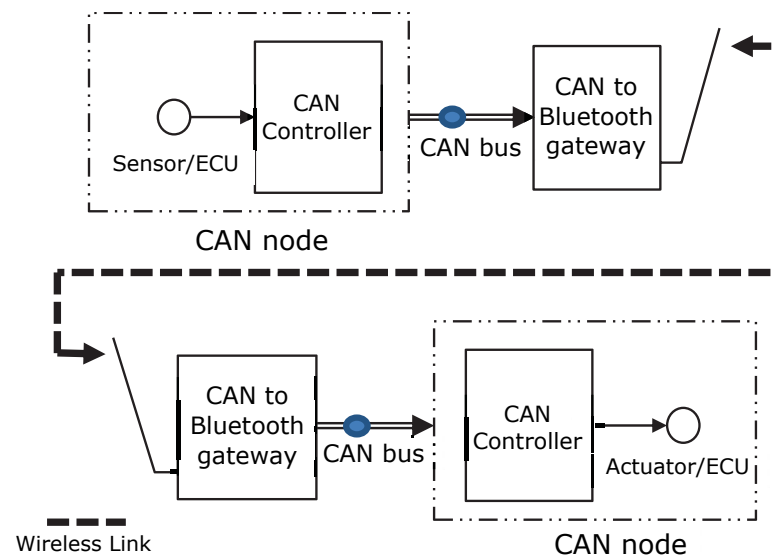 CAN
Controller
Sensor/ECU
CAN node
CAN bus
CAN to
Bluetooth
gateway
CAN to
Bluetooth
gateway
CAN bus
CAN
Controller
Actuator/ECU
CAN node
Wireless Link